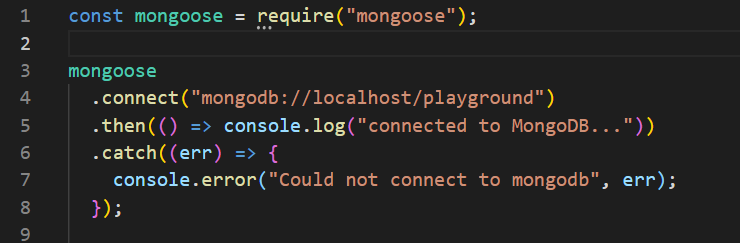 1 const mongoose = require("mongoose");
2
3 mongoose
4   .connect("mongodb://localhost/playground")
5   .then(() => console.log("connected to MongoDB..."))
6   .catch((err) => {
7     console.error("Could not connect to mongodb", err);
8   });
9